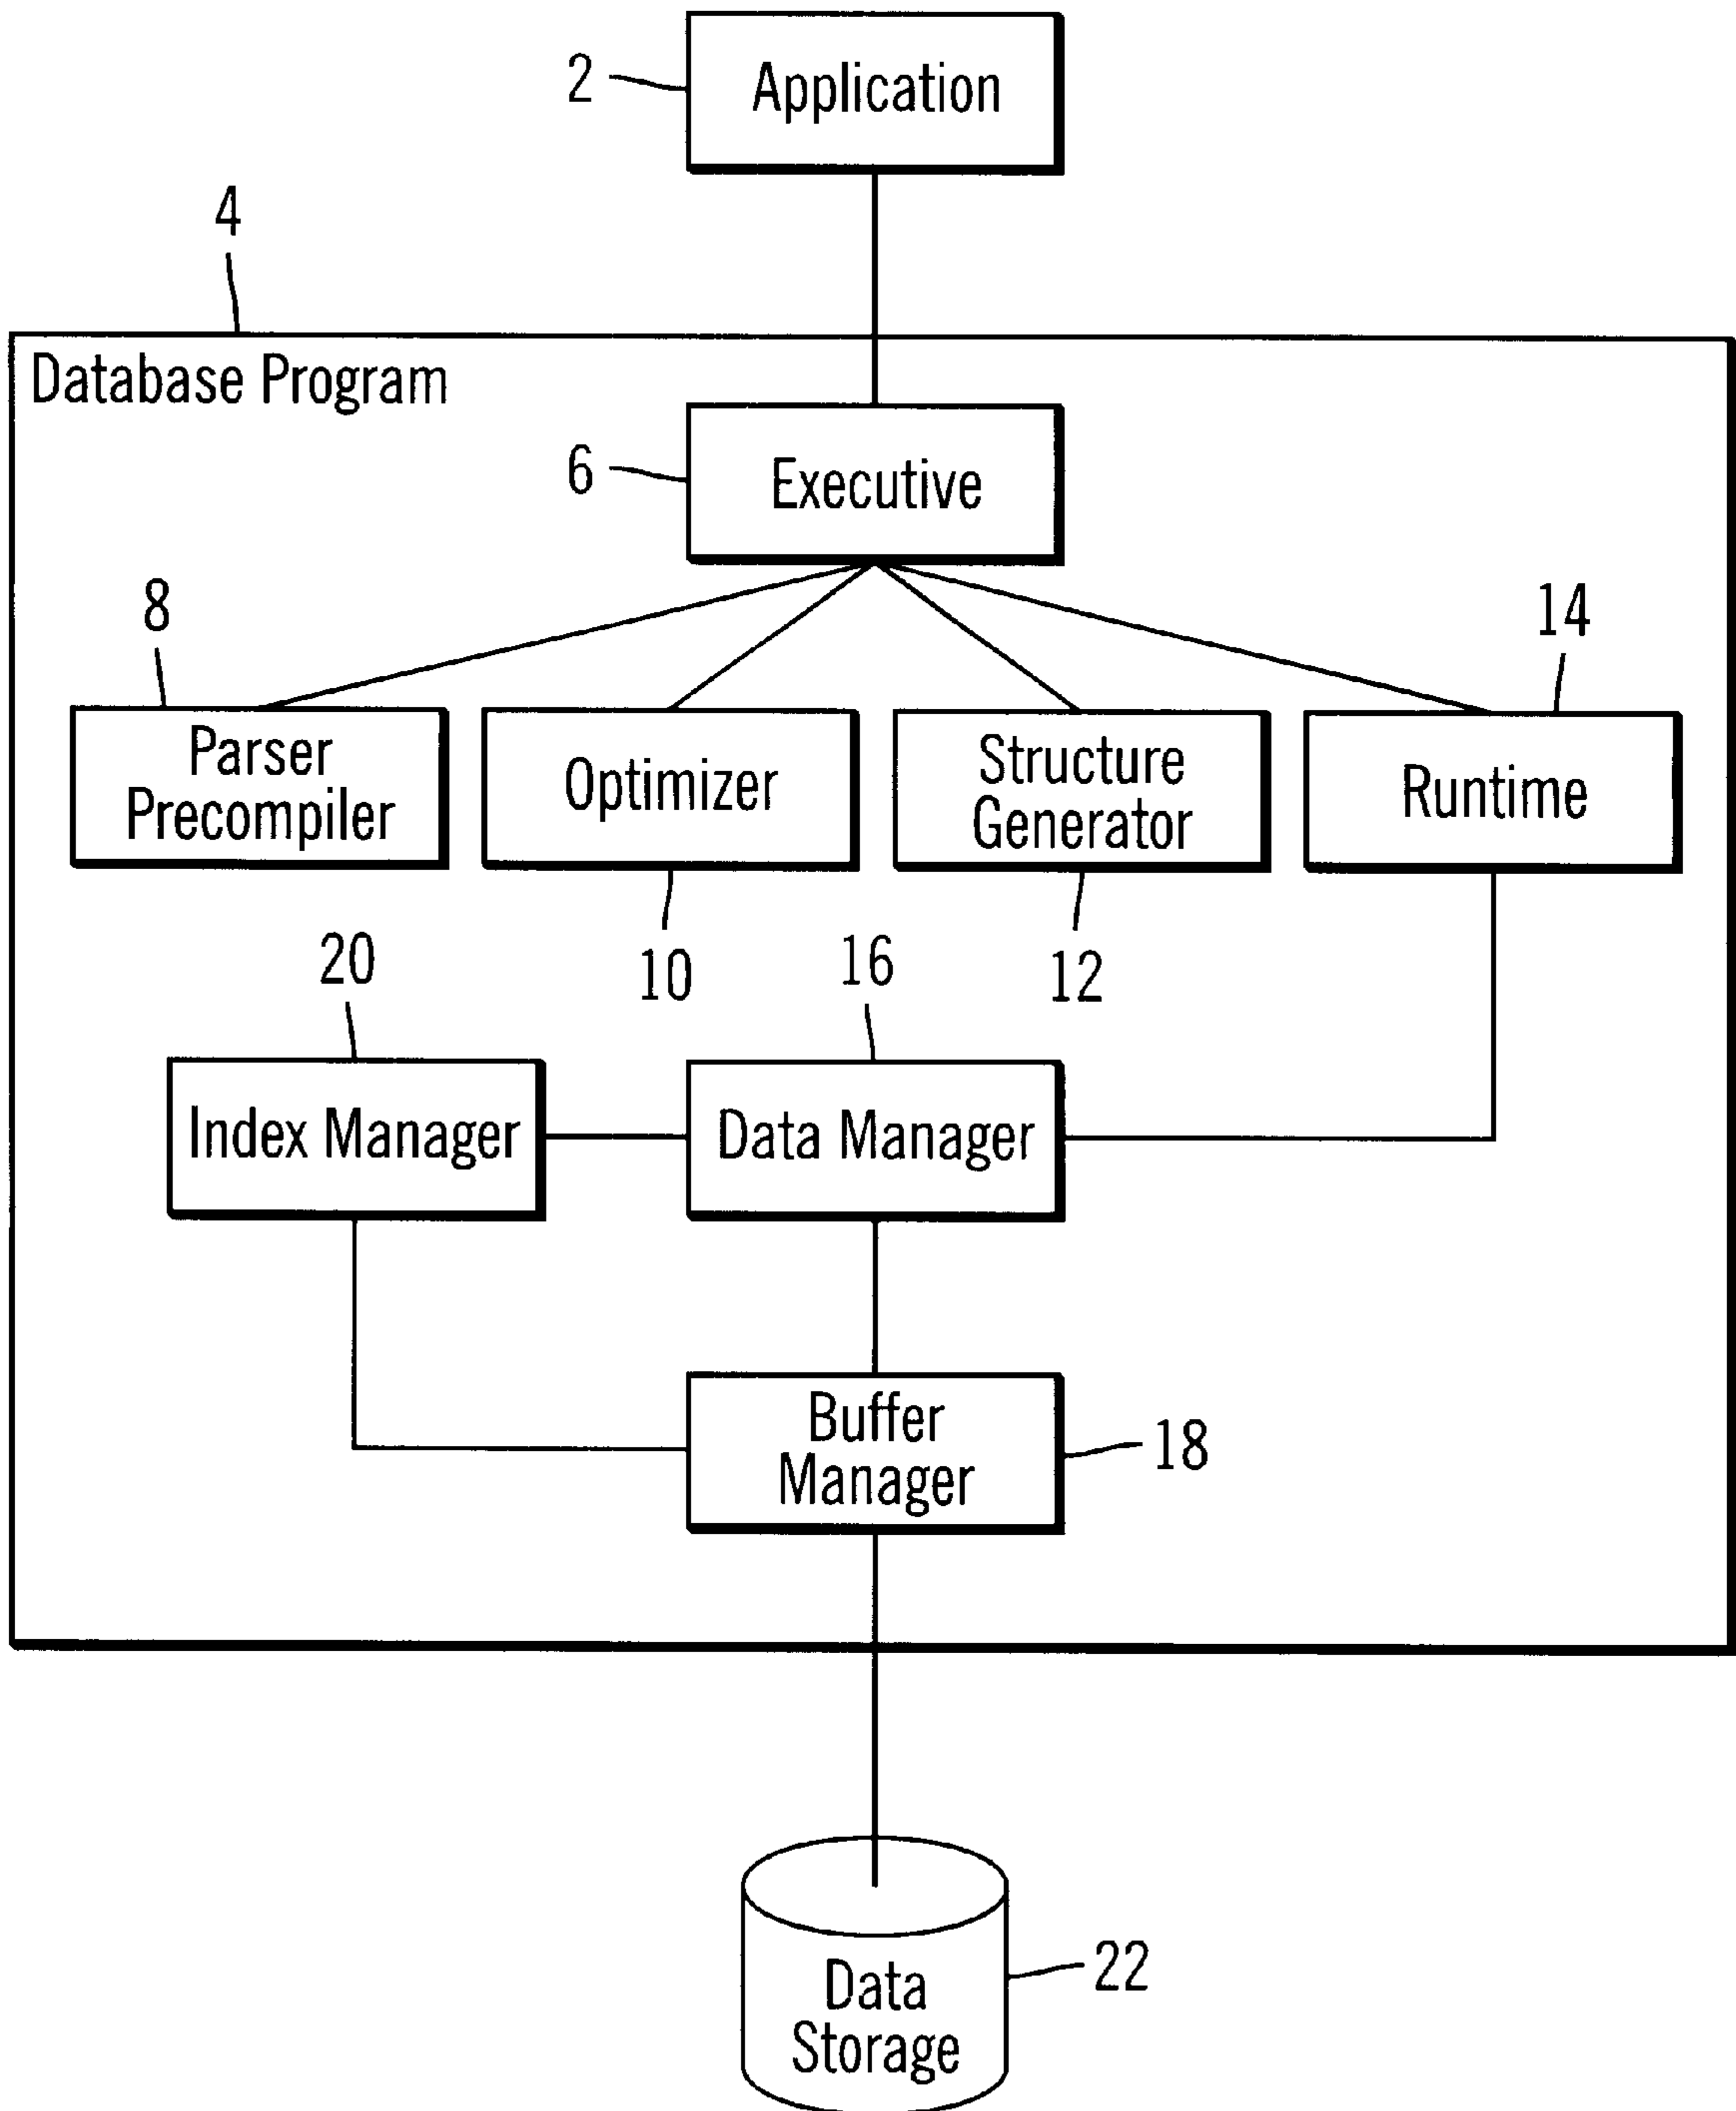 2
Application
4
Database Program
6
Executive
8
14
Parser
Precompiler
Optimizer
Structure
Generator
Runtime
10
12
20
16
Index Manager
Data Manager
Buffer
Manager
18
Data
Storage
22